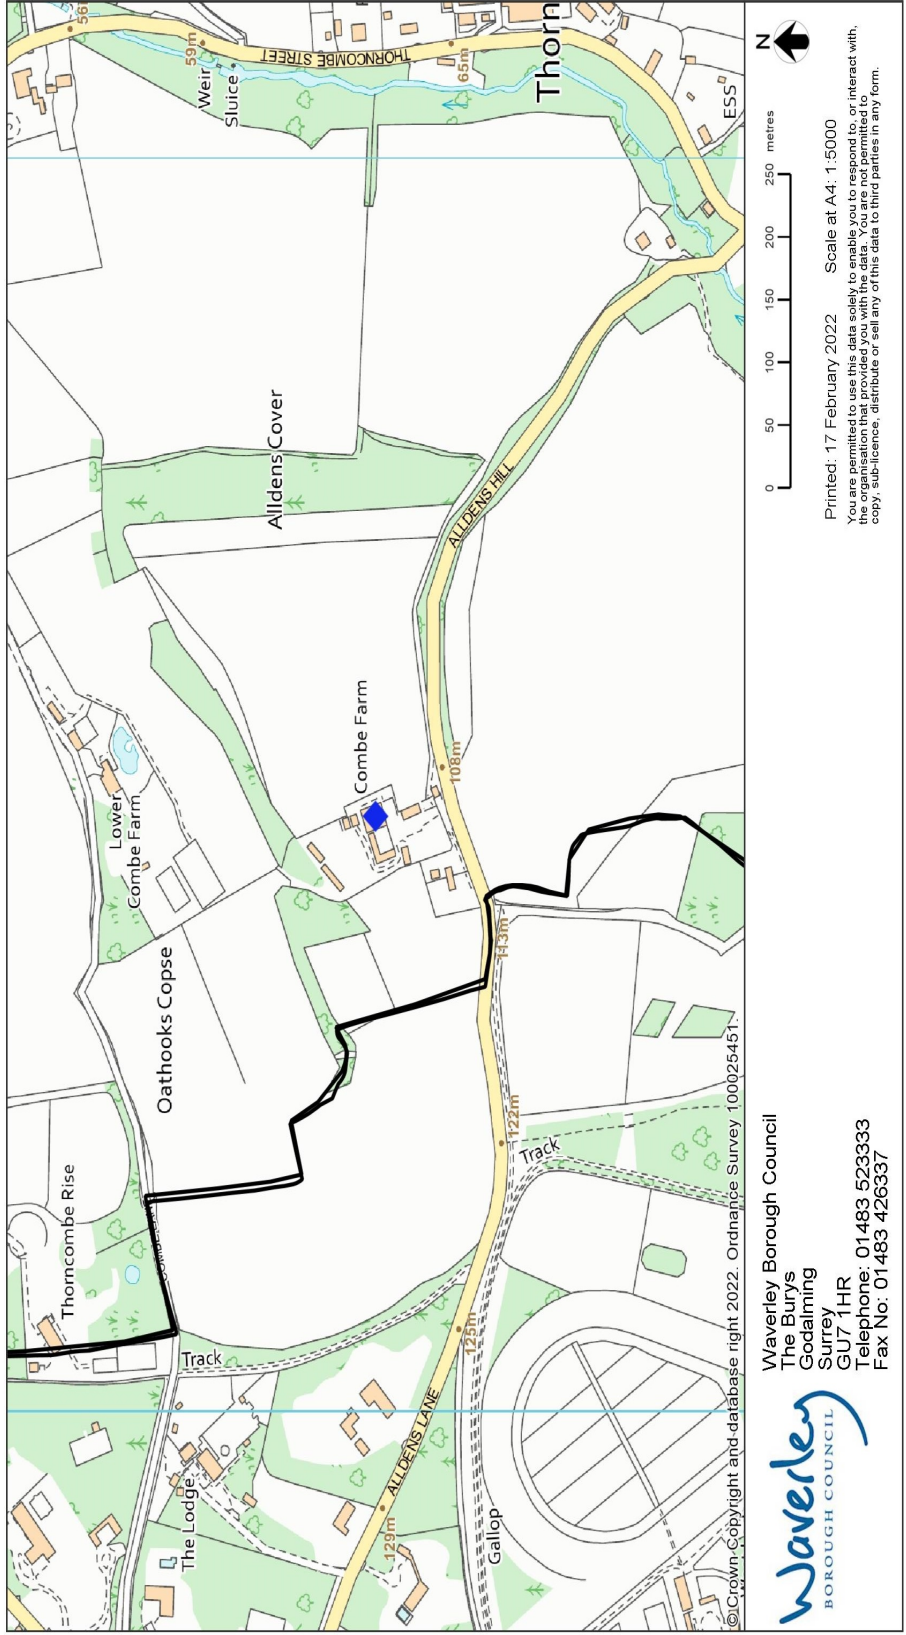 56
59m
Weir
Sluice
THORNCOMBE STREET
65m
Thorn
ESS
Alldens Cover
ALLDENS HILL
Combe Farm
108m
Lower
Combe Farm
Oathooks Copse
113m
122m
Track
Thorncombe Rise
Track
125m
ALLDENS LANE
The Lodge
129m
Gallop
© Crown Copyright and database right 2022. Ordnance Survey 100025451.
Waverley
BOROUGH COUNCIL
Waverley Borough Council
The Burys
Godalming
Surrey
GU7 1HR
Telephone: 01483 523333
Fax No: 01483 426337
0 50 100 150 200 250 metres
N
Printed: 17 February 2022 Scale at A4: 1:5000
You are permitted to use this data solely to enable you to respond to, or interact with,
the organisation that provided you with the data. You are not permitted to
copy, sub-licence, distribute or sell any of this data to third parties in any form.